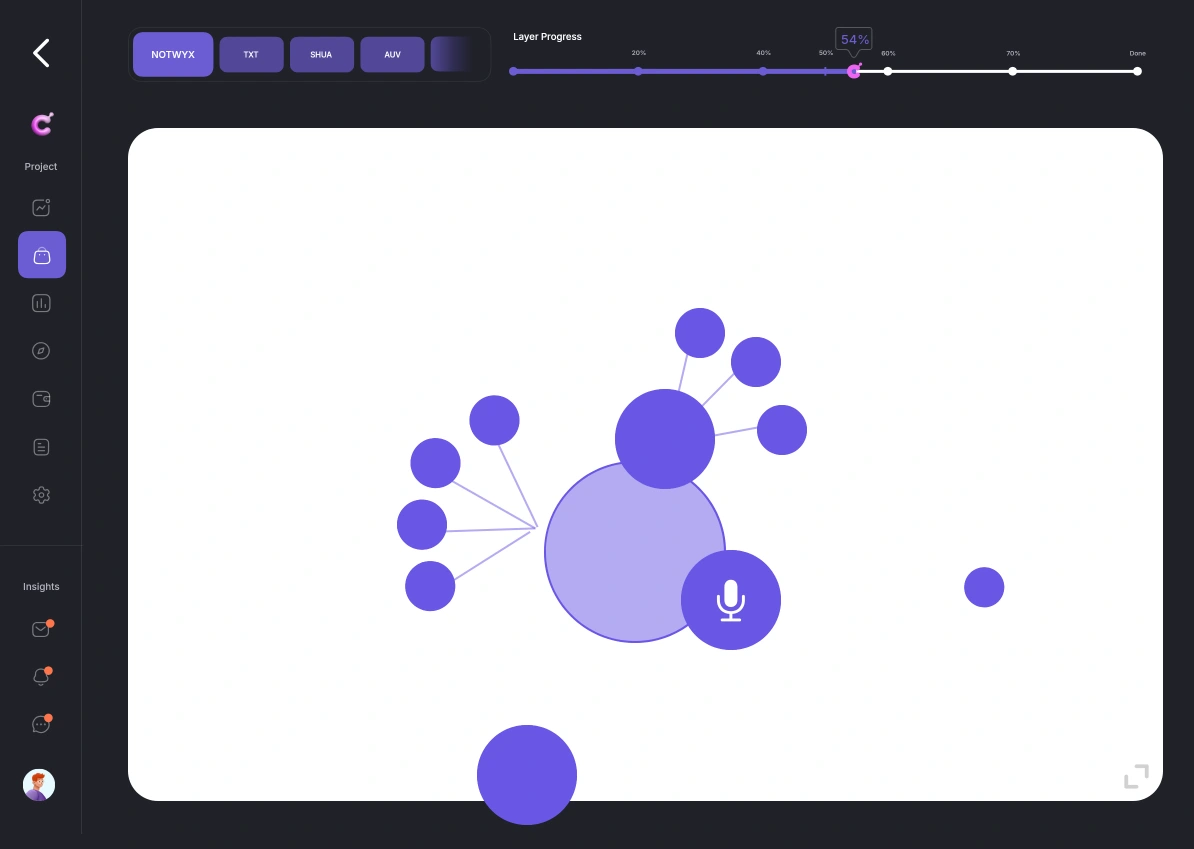 NOTWYX
TXT
SHUA
AUV
Layer Progress
54%
20%
40%
50%
60%
70%
Done
Project
Insights